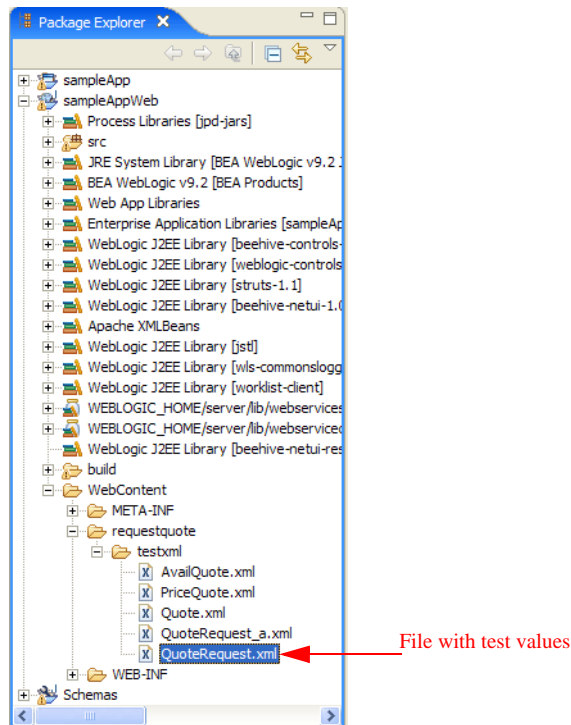 Package Explorer
sampleApp
sampleAppWeb
Process Libraries [jpd-jars]
src
JRE System Library [BEA WebLogic v9.2 J
BEA WebLogic v9.2 [BEA Products]
Web App Libraries
Enterprise Application Libraries [sampleAp
WebLogic J2EE Library [beehive-controls-
WebLogic J2EE Library [weblogic-controls
WebLogic J2EE Library [struts-1.1]
WebLogic J2EE Library [beehive-netui-1.0
Apache XMLBeans
WebLogic J2EE Library [jstl]
WebLogic J2EE Library [wls-commonslogg
WebLogic J2EE Library [worklist-client]
WEBLOGIC_HOME/server/lib/webservices
WEBLOGIC_HOME/server/lib/webservicec
WebLogic J2EE Library [beehive-netui-res
build
WebContent
META-INF
requestquote
testxml
AvailQuote.xml
PriceQuote.xml
Quote.xml
QuoteRequest_a.xml
QuoteRequest.xml
File with test values
WEB-INF
Schemas